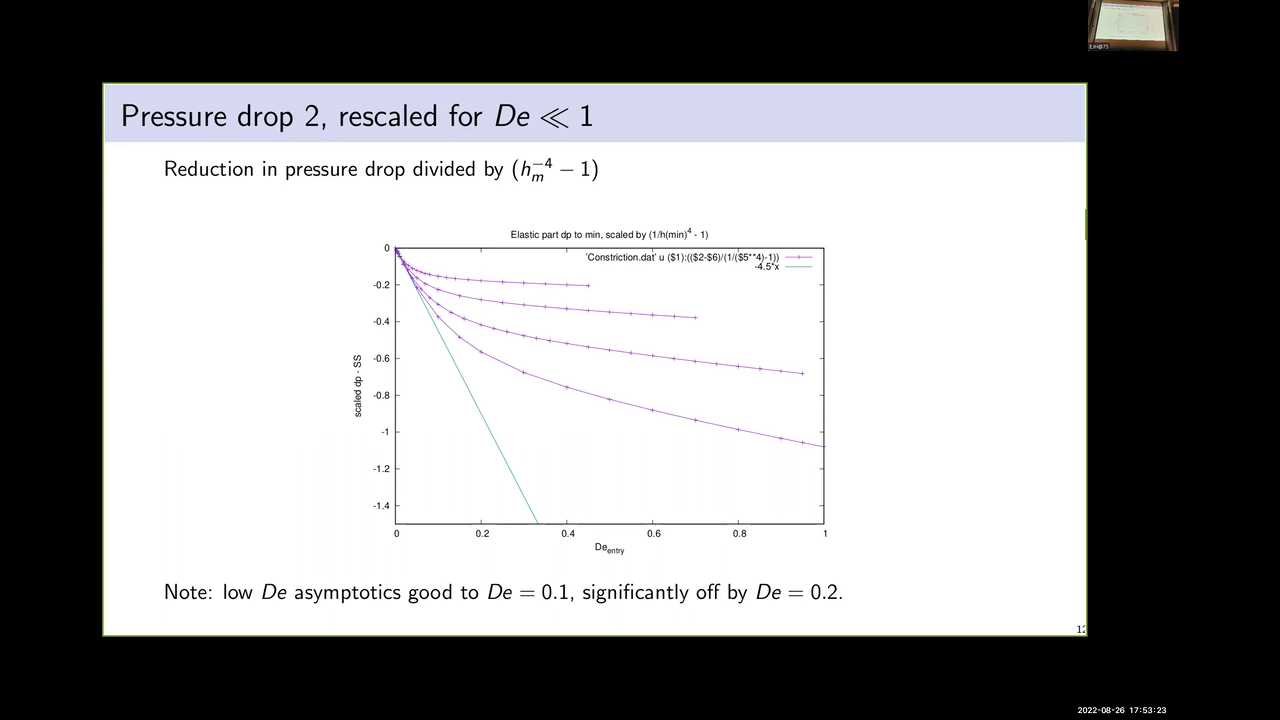 EJH@75
Pressure drop 2, rescaled for De ≪ 1
Reduction in pressure drop divided by (h_m^{-4} − 1)
Elastic part dp to min, scaled by (1/h(min)^4 - 1)
'Constriction.dat' u ($1):(($2-$6)/(1/($5**4)-1))
-4.5*x
0
-0.2
-0.4
-0.6
-0.8
-1
-1.2
-1.4
scaled dp - SS
0 0.2 0.4 0.6 0.8 1
De_entry
Note: low De asymptotics good to De = 0.1, significantly off by De = 0.2.
12
2022-08-26 17:53:23